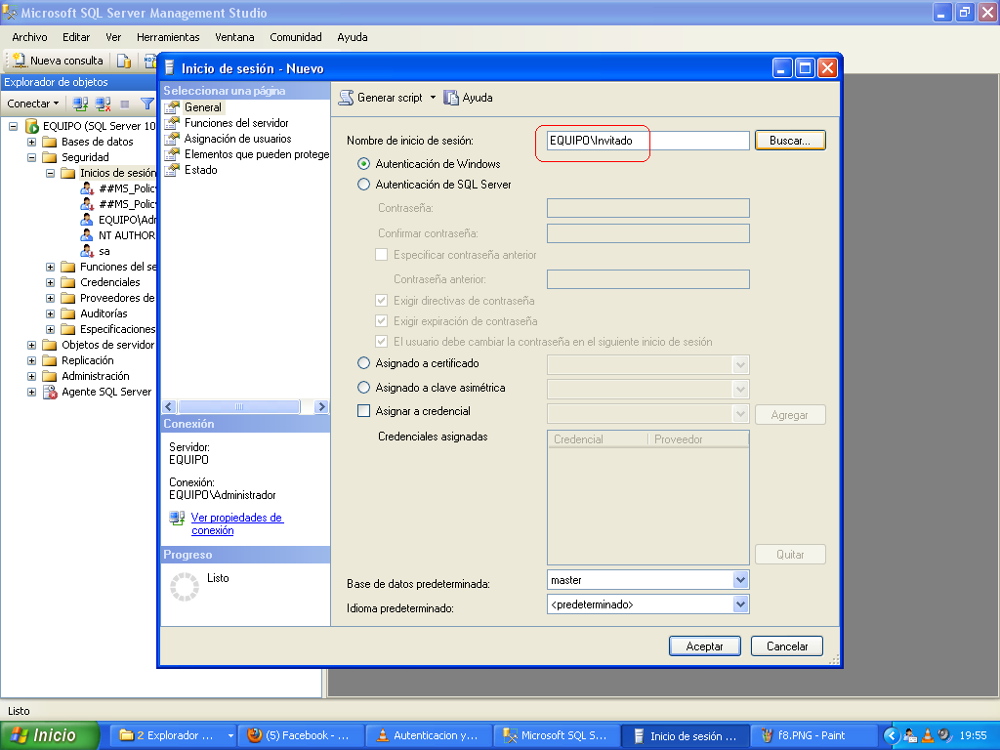 Microsoft SQL Server Management Studio
Archivo Editar Ver Herramientas Ventana Comunidad Ayuda
Nueva consulta
Explorador de objetos
Conectar
EQUIPO (SQL Server 10
Bases de datos
Seguridad
Inicios de sesión
##MS_Policy
##MS_Policy
EQUIPO\Adm
NT AUTHOR
sa
Funciones del se
Credenciales
Proveedores de
Auditorías
Especificaciones
Objetos de servidor
Replicación
Administración
Agente SQL Server
Inicio de sesión - Nuevo
Seleccionar una página
General
Funciones del servidor
Asignación de usuarios
Elementos que pueden protege
Estado
Conexión
Servidor:
EQUIPO
Conexión:
EQUIPO\Administrador
Ver propiedades de
conexión
Progreso
Listo
Generar script Ayuda
Nombre de inicio de sesión: EQUIPO\Invitado Buscar...
Autenticación de Windows
Autenticación de SQL Server
Contraseña:
Confirmar contraseña:
Especificar contraseña anterior
Contraseña anterior:
Exigir directivas de contraseña
Exigir expiración de contraseña
El usuario debe cambiar la contraseña en el siguiente inicio de sesión
Asignado a certificado
Asignado a clave asimétrica
Asignar a credencial Agregar
Credenciales asignadas Credencial Proveedor
Quitar
Base de datos predeterminada: master
Idioma predeterminado: <predeterminado>
Aceptar Cancelar
Listo
Inicio 2 Explorador ... (5) Facebook - ... Autenticacion y... Microsoft SQL S... Inicio de sesión ... f8.PNG - Paint 19:55